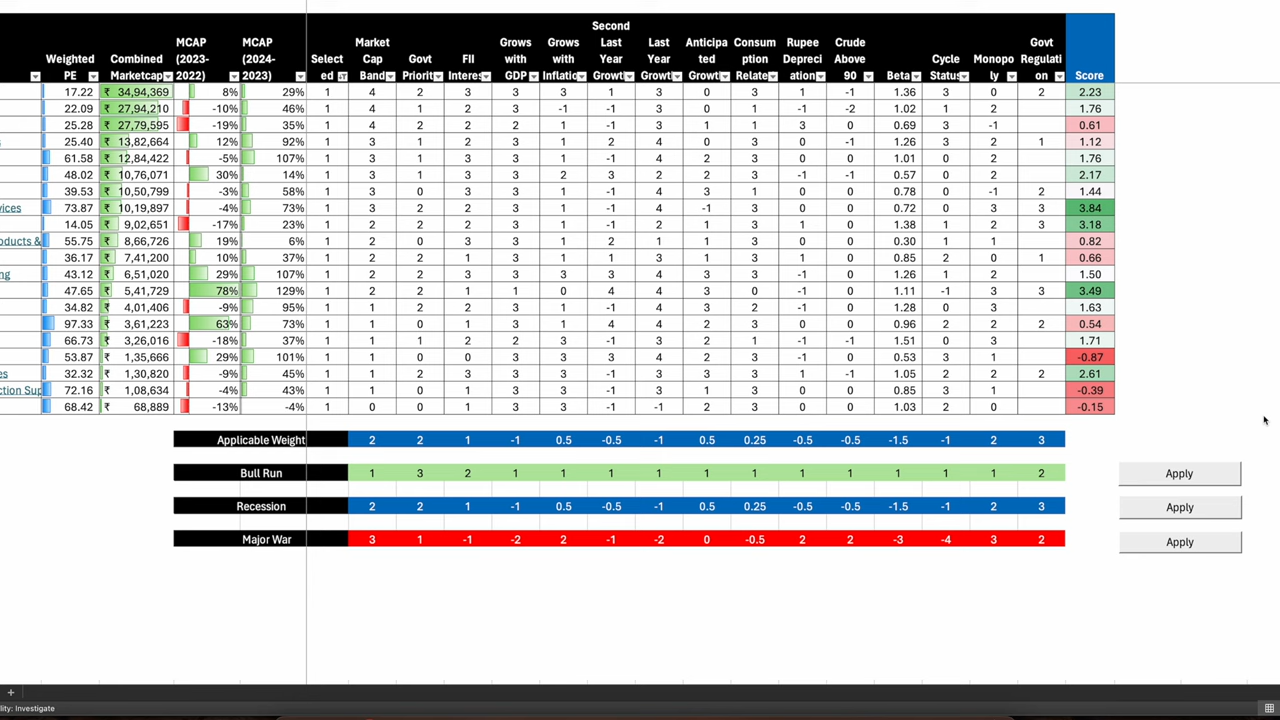 Weighted PE Combined Marketcap MCAP (2023-2022) MCAP (2024-2023) Select ed Market Cap Band Govt Priorit FII Interes Grows with GDP Grows with Inflatio Second Last Year Growt Last Year Growt Anticipa ted Growt Consum ption Relate Rupee Depreci ation Crude Above 90 Beta Cycle Status Monopo ly Govt Regulati on Score
17.22 ₹ 34,94,369 8% 29% 1 4 2 3 3 3 1 3 0 3 1 -1 1.36 3 0 2 2.23
22.09 ₹ 27,94,210 -10% 46% 1 4 1 2 3 -1 -1 3 0 1 -1 -2 1.02 1 2 1.76
25.28 ₹ 27,79,595 -19% 35% 1 4 2 2 2 1 -1 3 1 1 3 0 0.69 3 -1 0.61
s 25.40 ₹ 13,82,664 12% 92% 1 3 1 2 3 1 2 4 0 3 0 -1 1.26 3 2 1 1.12
61.58 ₹ 12,84,422 -5% 107% 1 3 1 3 3 1 -1 4 2 3 0 0 1.01 0 2 1.76
48.02 ₹ 10,76,071 30% 14% 1 3 1 3 3 2 3 2 2 3 -1 -1 0.57 0 2 2.17
39.53 ₹ 10,50,799 -3% 58% 1 3 0 3 3 1 -1 4 3 1 0 0 0.78 0 -1 2 1.44
vices 73.87 ₹ 10,19,897 -4% 73% 1 3 2 2 3 1 -1 4 -1 3 0 0 0.72 0 3 3 3.84
14.05 ₹ 9,02,651 -17% 23% 1 2 2 3 3 1 -1 2 1 3 1 0 1.38 2 1 3 3.18
oducts & 55.75 ₹ 8,66,726 19% 6% 1 2 0 3 3 1 2 1 1 3 0 -1 0.30 1 1 0.82
36.17 ₹ 7,41,200 10% 37% 1 2 2 1 3 1 1 3 1 3 1 -1 0.85 2 0 1 0.66
ng 43.12 ₹ 6,51,020 29% 107% 1 2 2 3 3 3 3 4 3 3 -1 -1 1.26 1 2 1.50
47.65 ₹ 5,41,729 78% 129% 1 2 2 1 1 0 4 4 3 0 -1 0 1.11 -1 3 3 3.49
34.82 ₹ 4,01,406 -9% 95% 1 1 2 2 3 1 -1 4 3 2 -1 0 1.28 0 3 1.63
97.33 ₹ 3,61,223 63% 73% 1 1 0 1 3 1 4 4 2 3 0 0 0.96 2 2 2 0.54
66.73 ₹ 3,26,016 -18% 37% 1 1 1 2 3 3 -1 3 2 3 -1 0 1.51 0 3 1.71
53.87 ₹ 1,35,666 29% 101% 1 1 0 0 3 3 3 4 2 3 -1 -1 0.53 3 1 -0.87
es 32.32 ₹ 1,30,820 -9% 45% 1 1 2 3 3 1 -1 3 3 3 1 -1 1.05 2 2 2 2.61
ction Sup 72.16 ₹ 1,08,634 -4% 43% 1 1 0 1 3 3 -1 3 1 3 0 0 0.85 3 1 -0.39
68.42 ₹ 68,889 -13% -4% 1 0 0 1 3 3 -1 -1 2 3 0 0 1.03 2 0 -0.15
Applicable Weight 2 2 1 -1 0.5 -0.5 -1 0.5 0.25 -0.5 -0.5 -1.5 -1 2 3
Bull Run 1 3 2 1 1 1 1 1 1 1 1 1 1 1 2 Apply
Recession 2 2 1 -1 0.5 -0.5 -1 0.5 0.25 -0.5 -0.5 -1.5 -1 2 3 Apply
Major War 3 1 -1 -2 2 -1 -2 0 -0.5 2 2 -3 -4 3 2 Apply
lity: Investigate